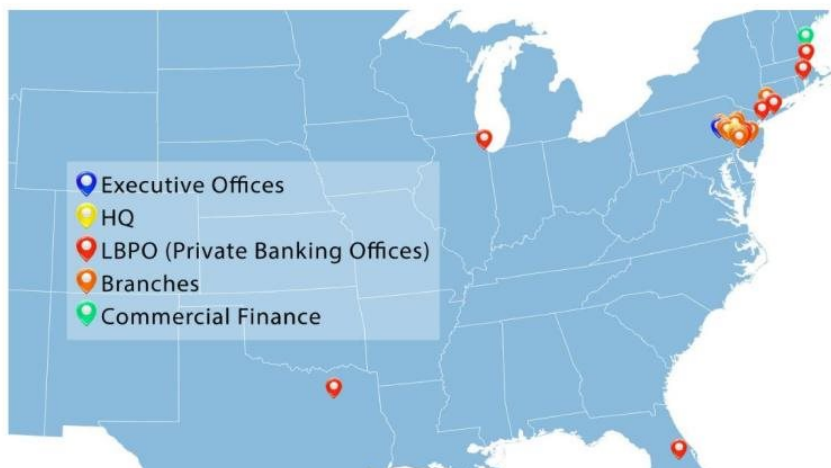 Executive Offices
HQ
LBPO (Private Banking Offices)
Branches
Commercial Finance